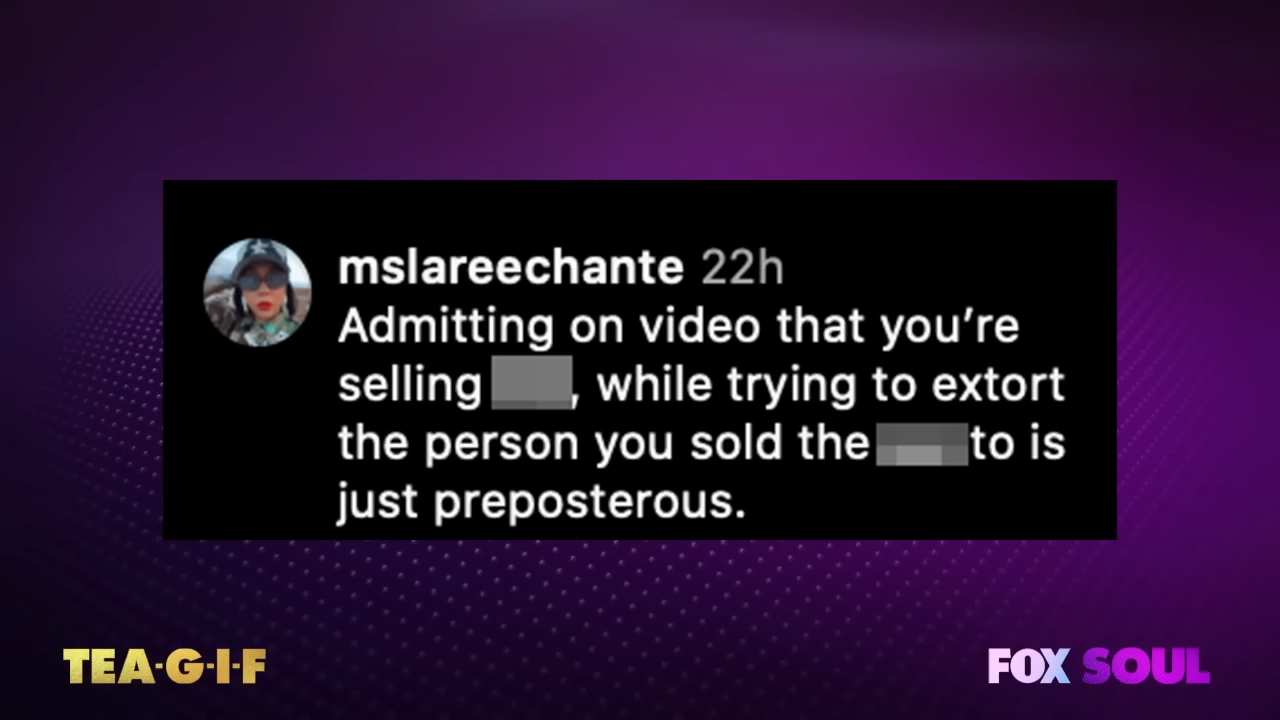 mslareechante 22h
Admitting on video that you're
selling , while trying to extort
the person you sold the to is
just preposterous.
TEA·G·I·F
FOX SOUL